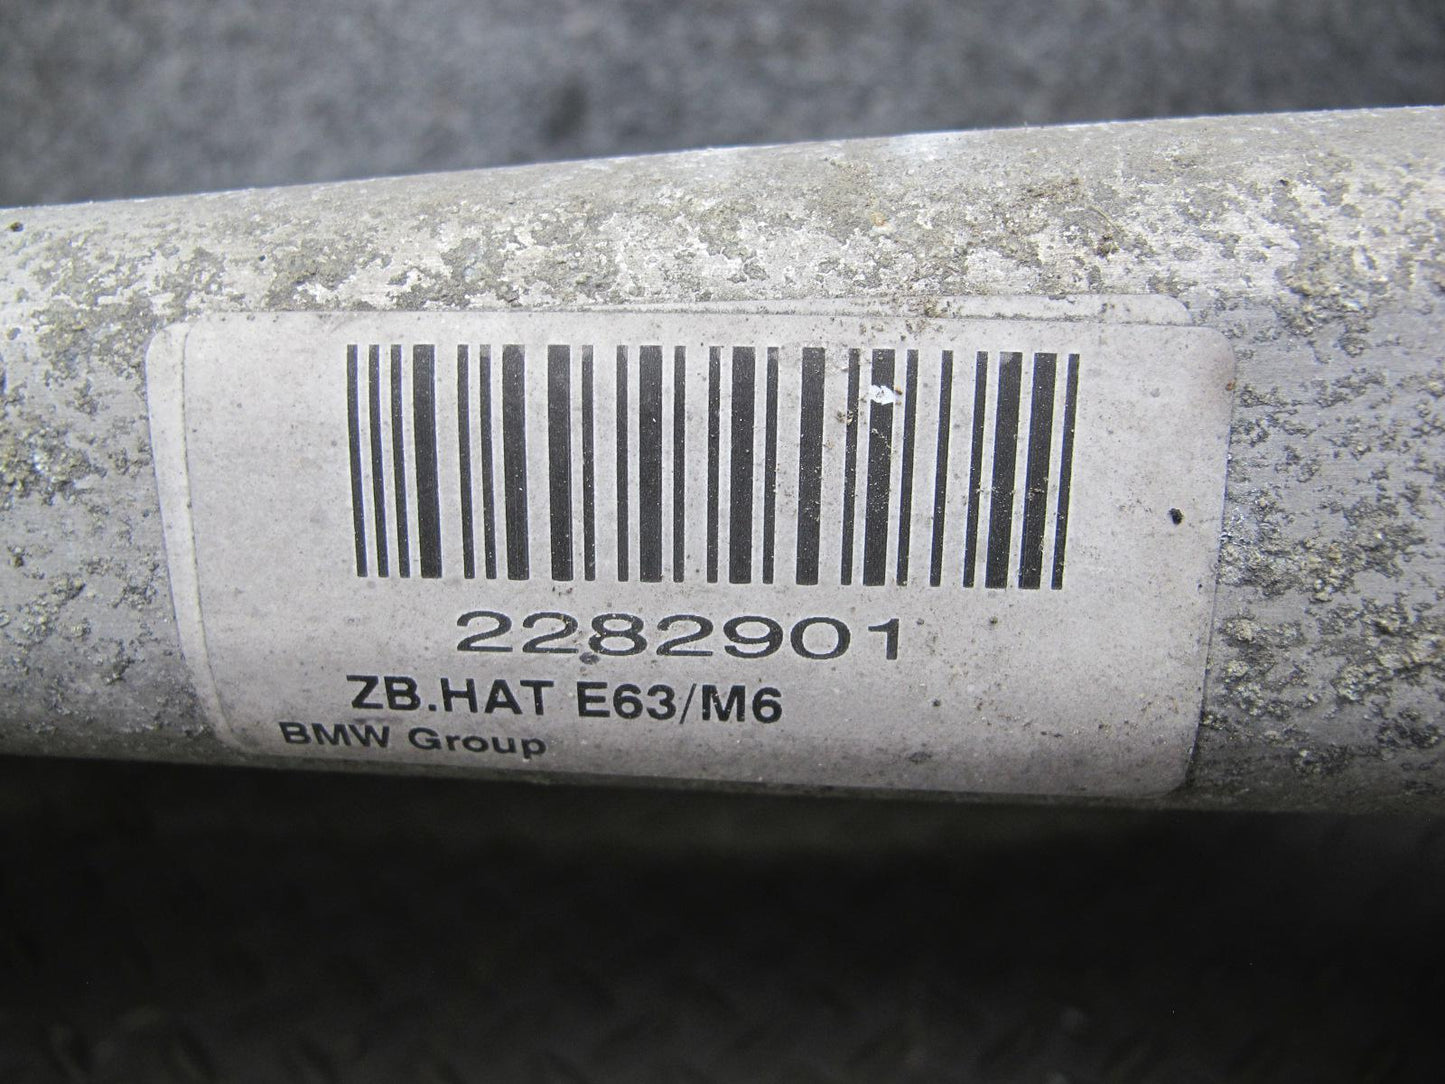 2282901
ZB.HAT E63/M6
BMW Group